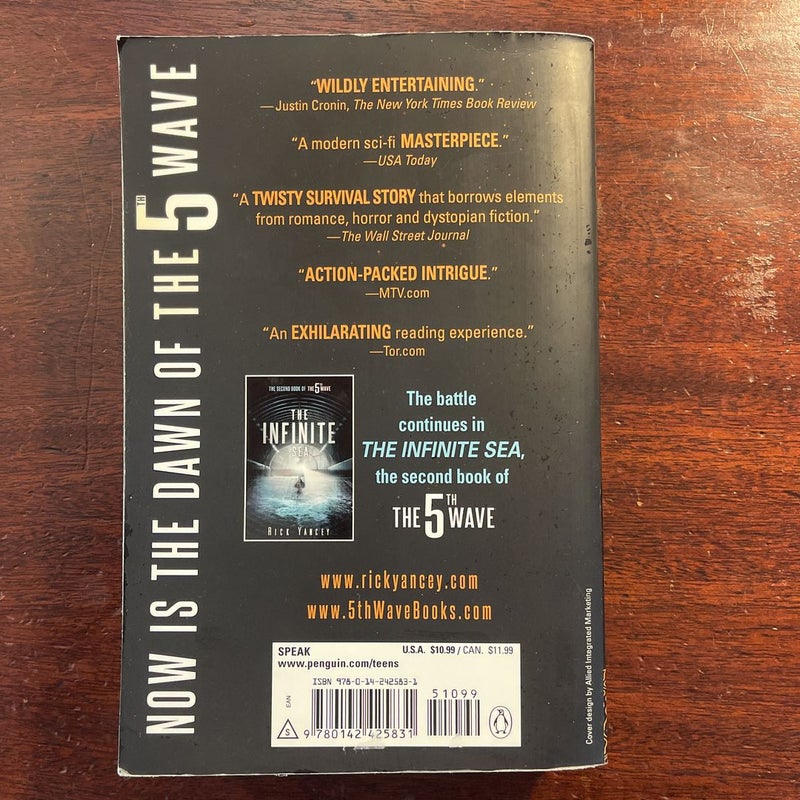 NOW IS THE DAWN OF THE 5TH WAVE
“WILDLY ENTERTAINING.”
—Justin Cronin, The New York Times Book Review
“A modern sci-fi MASTERPIECE.”
—USA Today
“A TWISTY SURVIVAL STORY that borrows elements
from romance, horror and dystopian fiction.”
—The Wall Street Journal
“ACTION-PACKED INTRIGUE.”
—MTV.com
“An EXHILARATING reading experience.”
—Tor.com
THE SECOND BOOK OF THE 5TH WAVE
THE
INFINITE
SEA
RICK YANCEY
The battle
continues in
THE INFINITE SEA,
the second book of
THE 5TH WAVE
www.rickyancey.com
www.5thWaveBooks.com
SPEAK
U.S.A. $10.99 / CAN. $11.99
www.penguin.com/teens
ISBN 978-0-14-242583-1
51099
EAN
S
9 780142 425831
Cover design by Allied Integrated Marketing